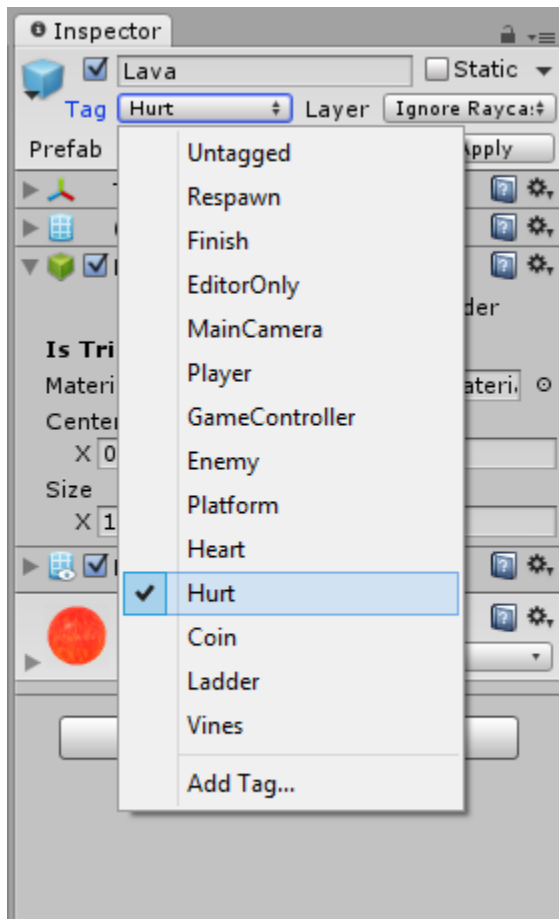 Inspector
Lava Static
Tag Hurt Layer Ignore Rayca
Prefab Apply
Untagged
Respawn
Finish
EditorOnly
MainCamera
Player
GameController
Enemy
Platform
Heart
Hurt
Coin
Ladder
Vines
Add Tag...
der
Is Tri
Materi ateri
Center
X 0
Size
X 1